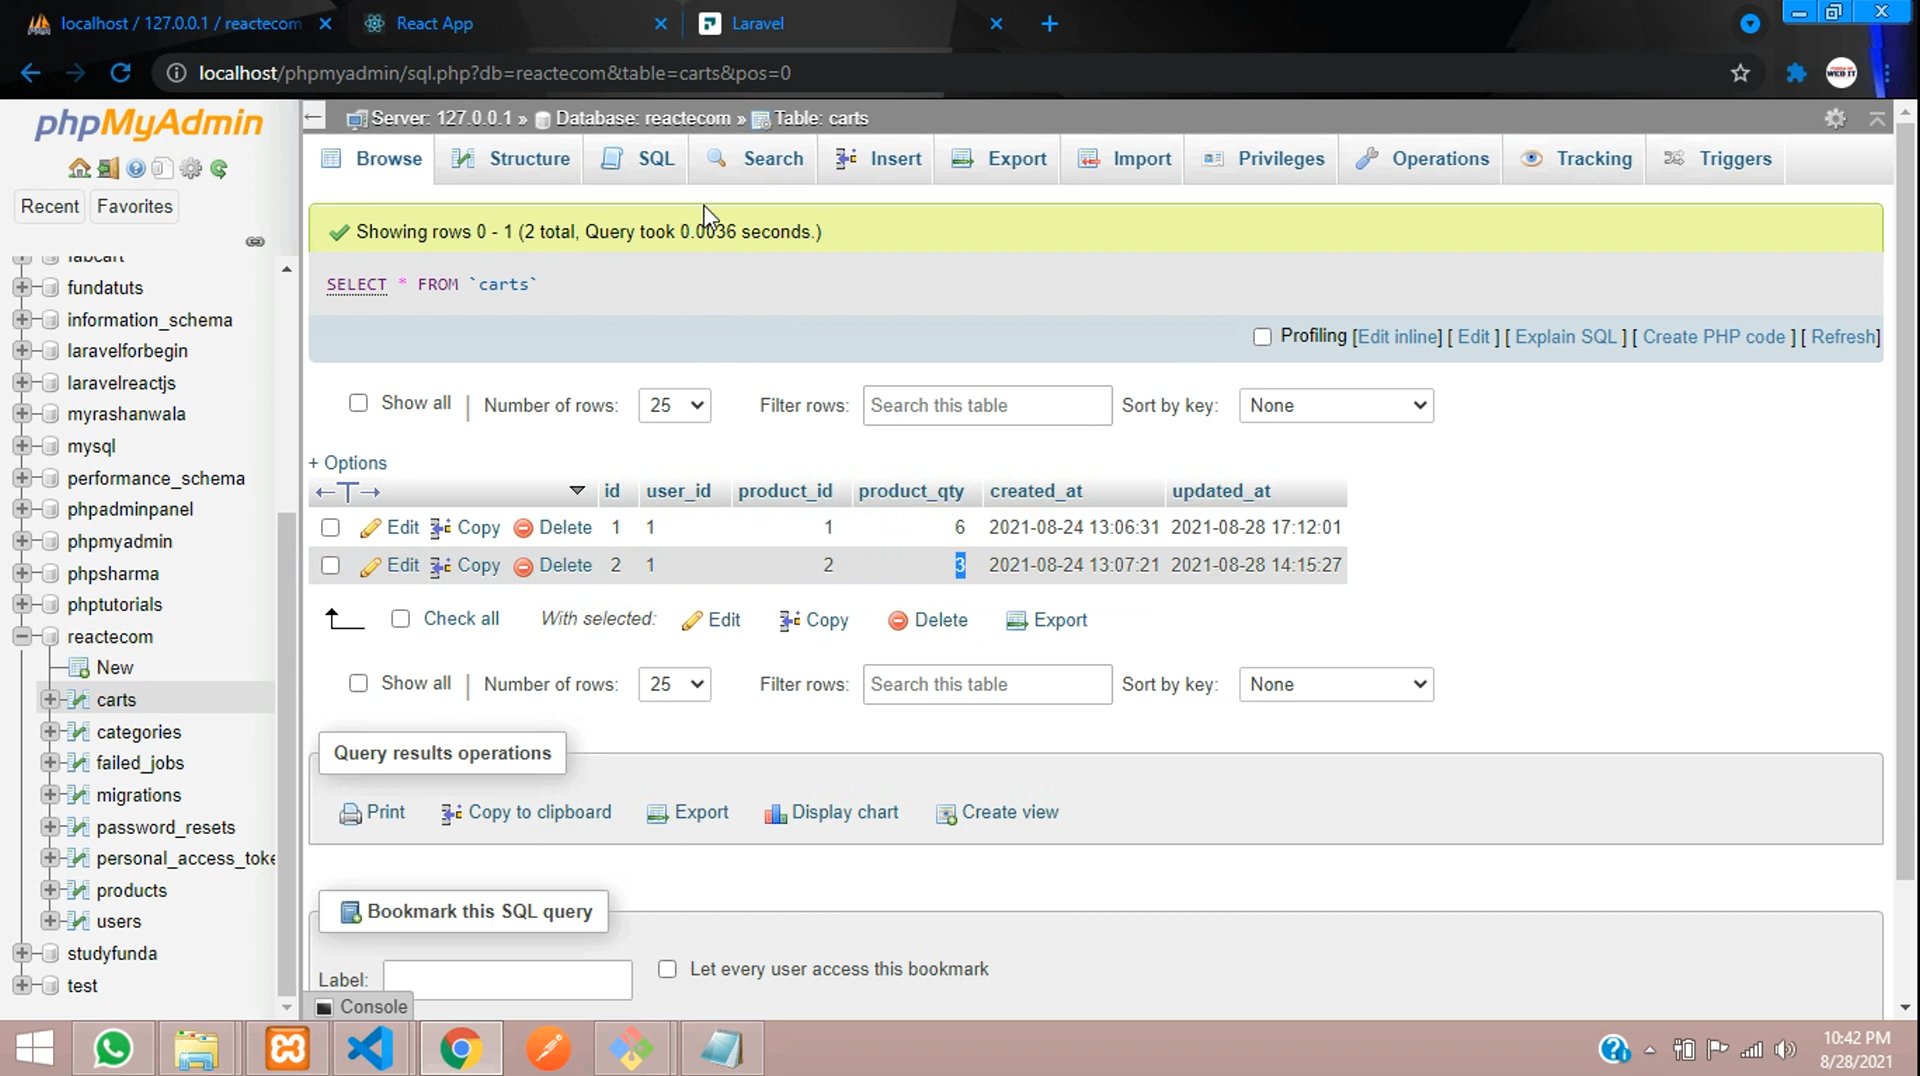 localhost / 127.0.0.1 / reactecom
React App
Laravel
localhost/phpmyadmin/sql.php?db=reactecom&table=carts&pos=0
phpMyAdmin
Recent
Favorites
fundatuts
information_schema
laravelforbegin
laravelreactjs
myrashanwala
mysql
performance_schema
phpadminpanel
phpmyadmin
phpsharma
phptutorials
reactecom
New
carts
categories
failed_jobs
migrations
password_resets
personal_access_toke
products
users
studyfunda
test
Server: 127.0.0.1 » Database: reactecom » Table: carts
Browse Structure SQL Search Insert Export Import Privileges Operations Tracking Triggers
Showing rows 0 - 1 (2 total, Query took 0.0036 seconds.)
SELECT * FROM `carts`
Profiling [Edit inline] [ Edit ] [ Explain SQL ] [ Create PHP code ] [ Refresh]
Show all | Number of rows: 25 Filter rows: Search this table Sort by key: None
+ Options
←T→ id user_id product_id product_qty created_at updated_at
Edit Copy Delete 1 1 1 6 2021-08-24 13:06:31 2021-08-28 17:12:01
Edit Copy Delete 2 1 2 3 2021-08-24 13:07:21 2021-08-28 14:15:27
Check all With selected: Edit Copy Delete Export
Show all | Number of rows: 25 Filter rows: Search this table Sort by key: None
Query results operations
Print Copy to clipboard Export Display chart Create view
Bookmark this SQL query
Label: Let every user access this bookmark
Console
10:42 PM
8/28/2021